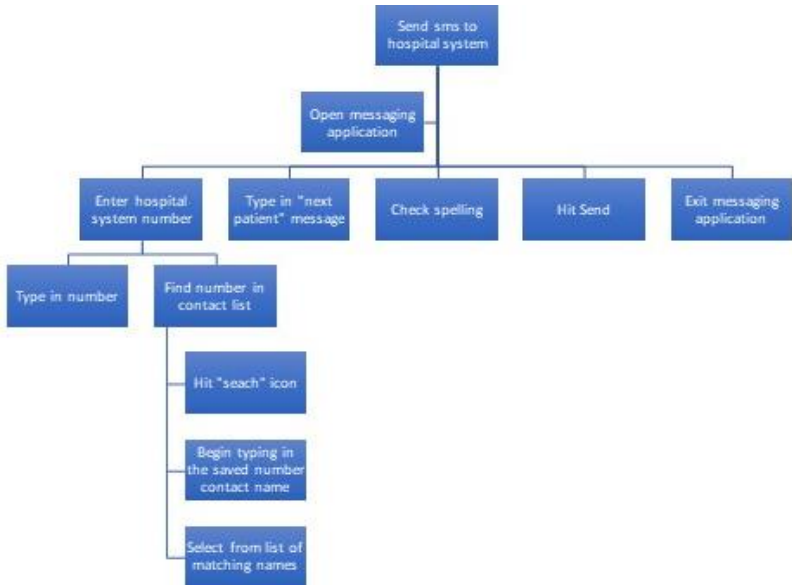 Send sms to
hospital system
Open messaging
application
Enter hospital
system number
Type in "next
patient" message
Check spelling
Hit Send
Exit messaging
application
Type in number
Find number in
contact list
Hit "seach" icon
Begin typing in
the saved number
contact name
Select from list of
matching names